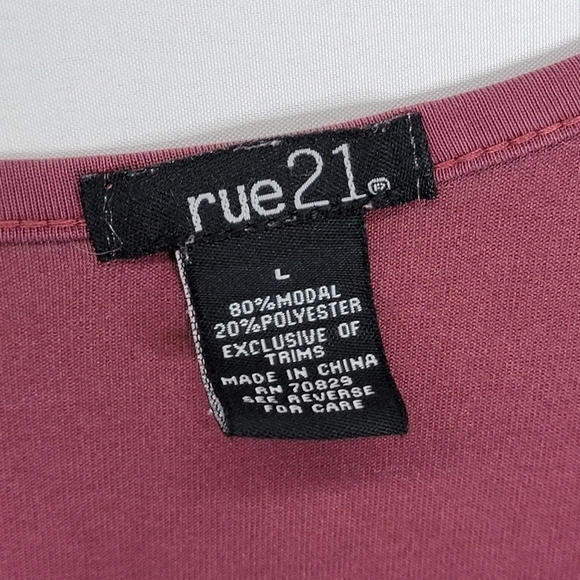 rue21®
L
80%MODAL
20%POLYESTER
EXCLUSIVE OF
TRIMS
MADE IN CHINA
RN 70829
SEE REVERSE
FOR CARE